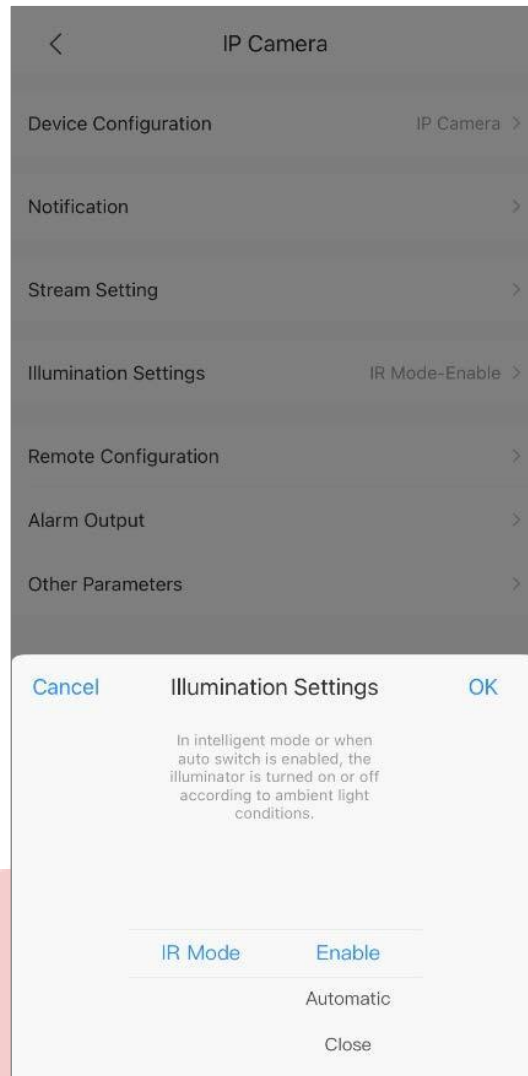 IP Camera
Device Configuration IP Camera
Notification
Stream Setting
Illumination Settings IR Mode-Enable
Remote Configuration
Alarm Output
Other Parameters
Cancel Illumination Settings OK
In intelligent mode or when
auto switch is enabled, the
illuminator is turned on or off
according to ambient light
conditions.
IR Mode Enable
Automatic
Close